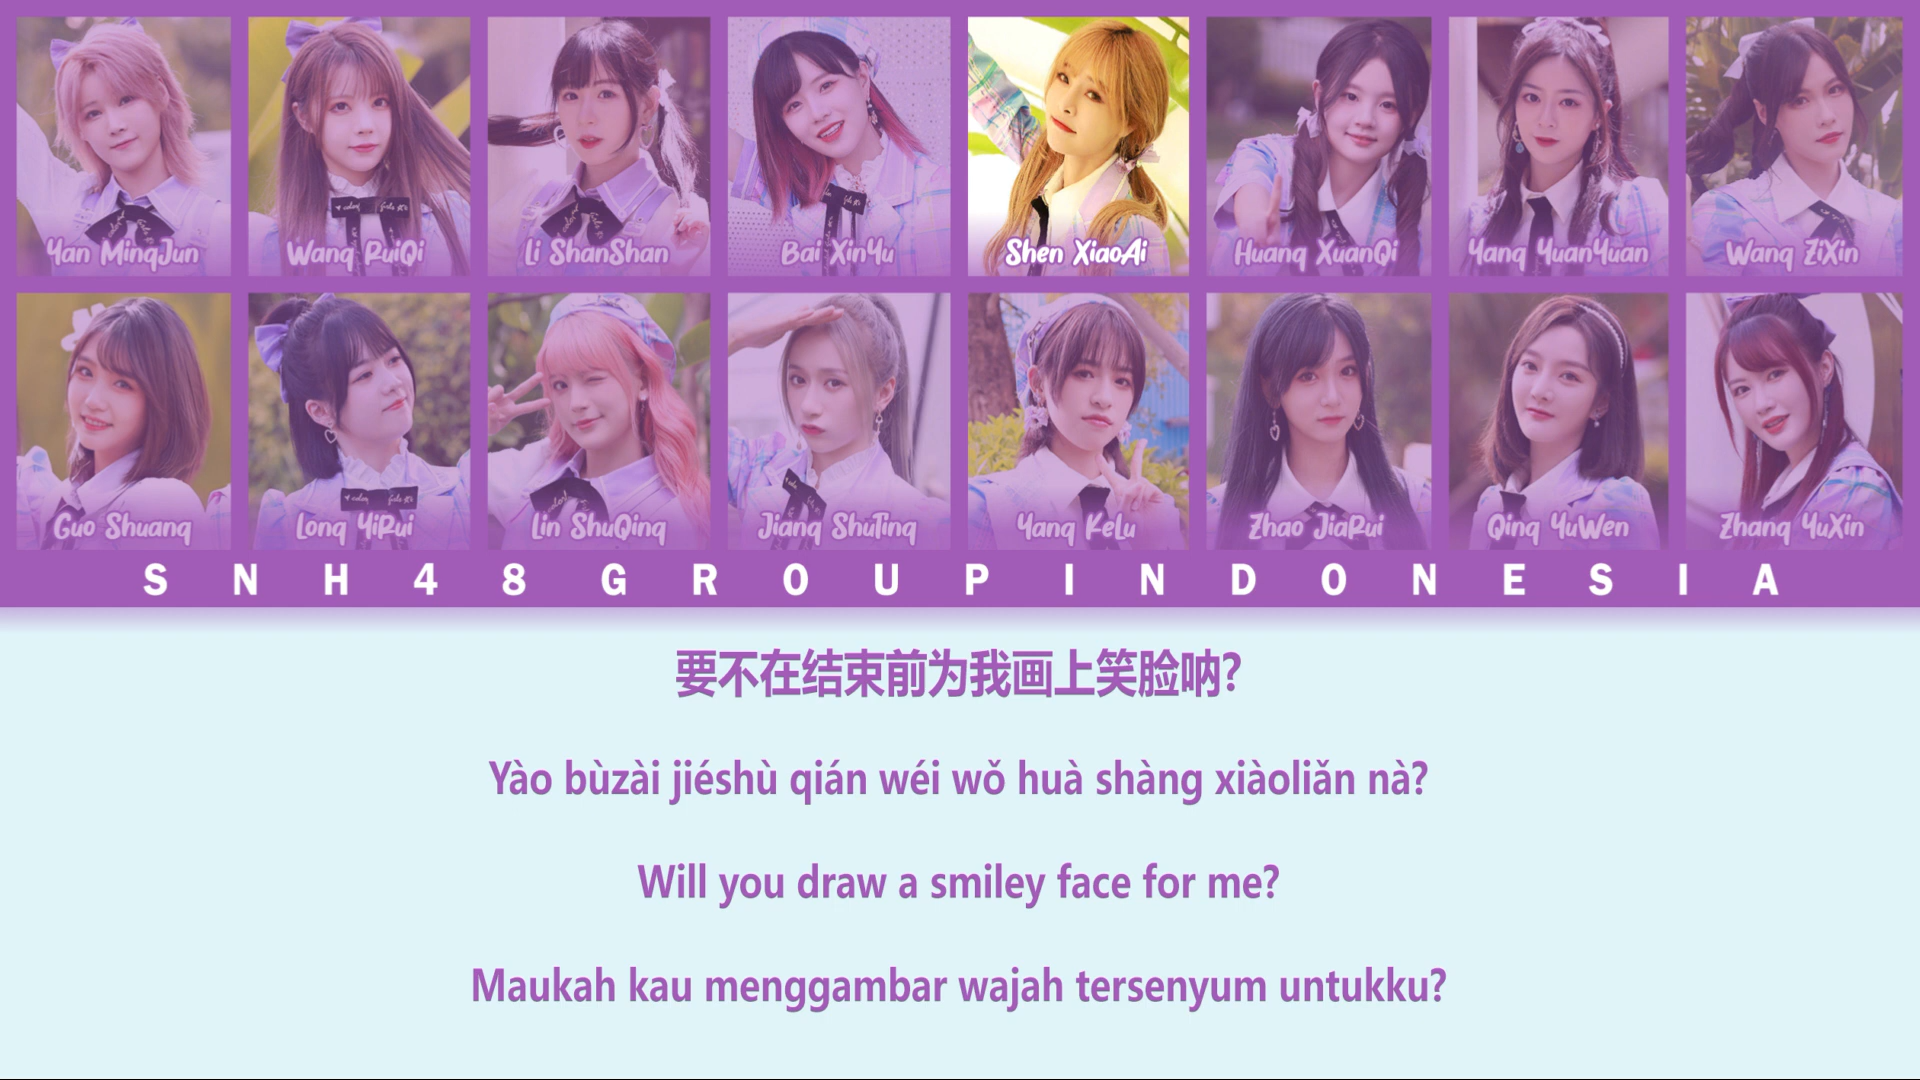 Yan MingJun
Wang RuiQi
Li ShanShan
Bai XinYu
Shen XiaoAi
Huang XuanQi
Yang YuanYuan
Wang ZiXin
Guo Shuang
Long YiRui
Lin ShuQing
Jiang ShuTing
Yang KeLu
Zhao JiaRui
Qing YuWen
Zhang YuXin
SNH48GROUPINDONESIA
要不在结束前为我画上笑脸呐?
Yào bùzài jiéshù qián wéi wǒ huà shàng xiàoliǎn nà?
Will you draw a smiley face for me?
Maukah kau menggambar wajah tersenyum untukku?